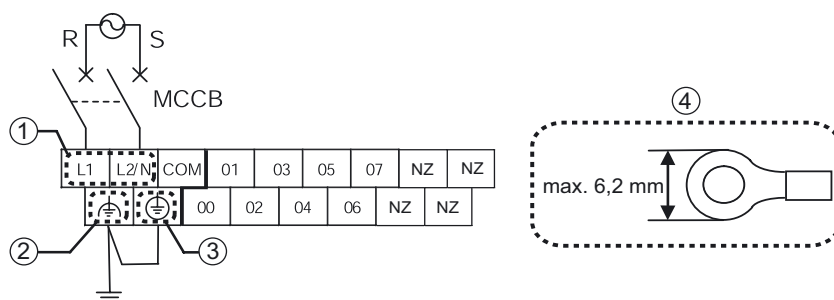 R S
MCCB
①
④
L1 L2/N COM 01 03 05 07 NZ NZ
max. 6,2 mm
00 02 04 06 NZ NZ
② ③